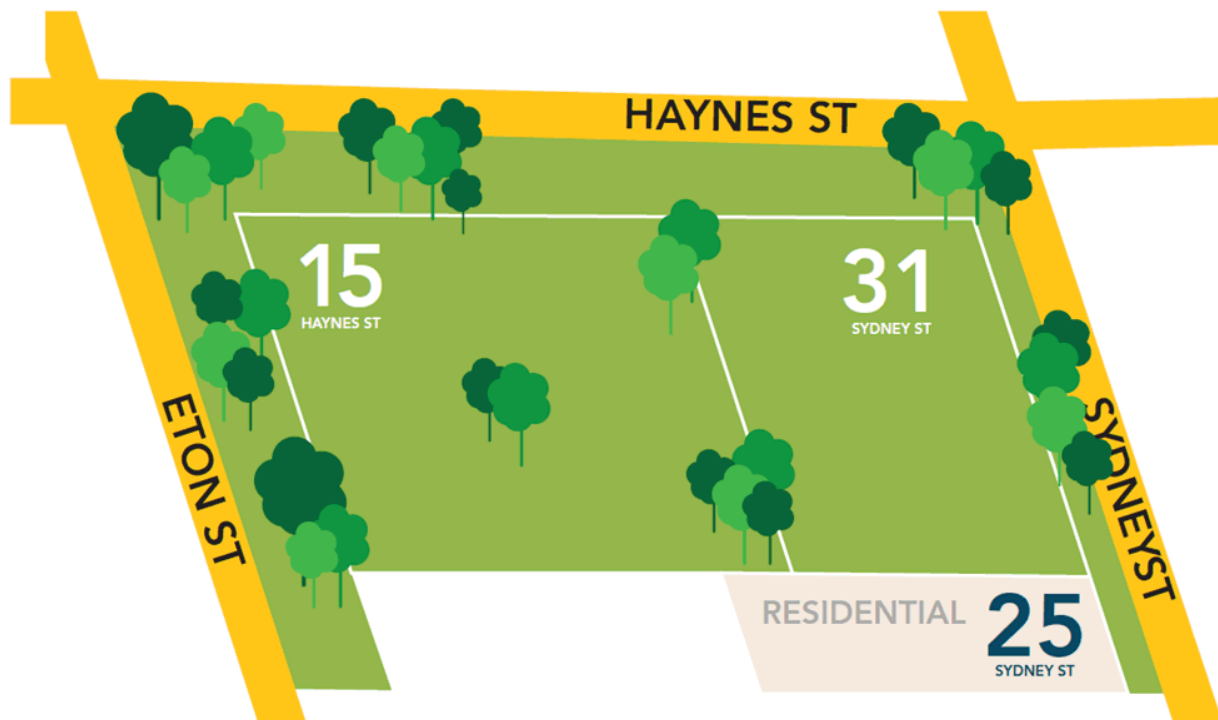 HAYNES ST
15
HAYNES ST
31
SYDNEY ST
ETON ST
SYDNEYST
RESIDENTIAL
25
SYDNEY ST